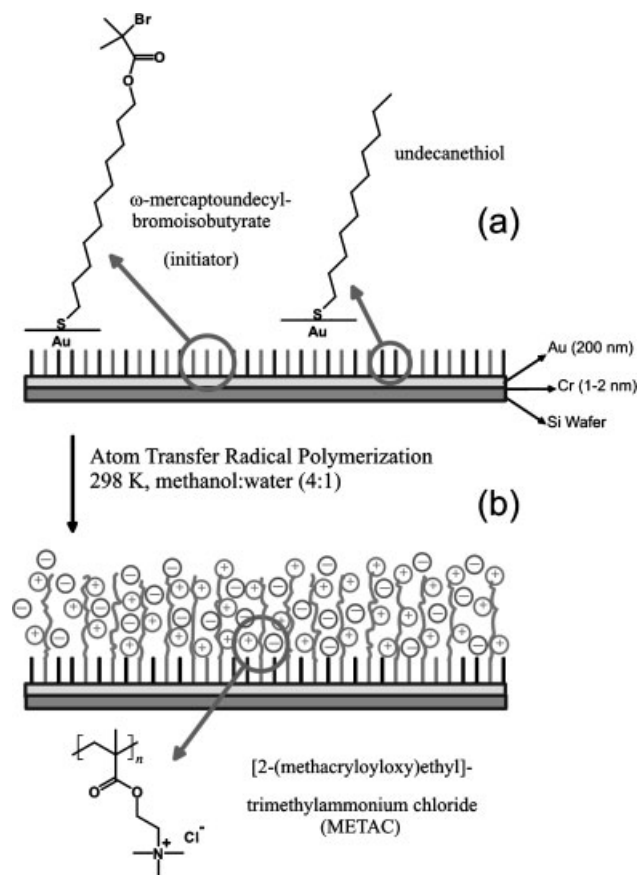 Br
O
O
undecanethiol
ω-mercaptoundecyl-
bromoisobutyrate
(initiator)
(a)
S
Au
S
Au
Au (200 nm)
Cr (1-2 nm)
Si Wafer
Atom Transfer Radical Polymerization
298 K, methanol:water (4:1)
(b)
n
O
O
N
+
Cl-
[2-(methacryloyloxy)ethyl]-
trimethylammonium chloride
(METAC)